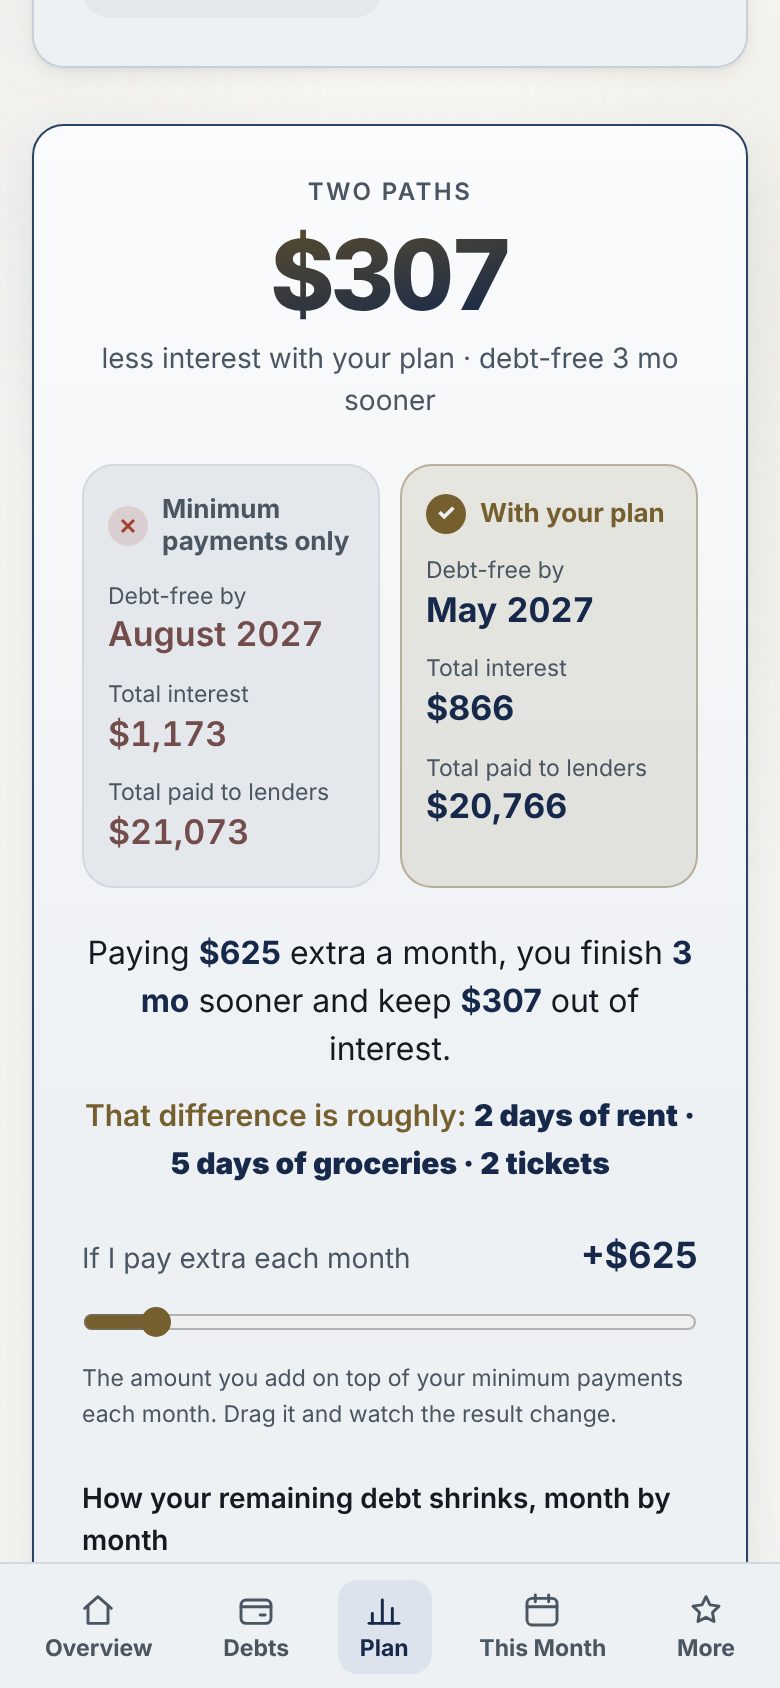 TWO PATHS
$307
less interest with your plan · debt-free 3 mo
sooner
Minimum
payments only
Debt-free by
August 2027
Total interest
$1,173
Total paid to lenders
$21,073
With your plan
Debt-free by
May 2027
Total interest
$866
Total paid to lenders
$20,766
Paying $625 extra a month, you finish 3
mo sooner and keep $307 out of
interest.
That difference is roughly: 2 days of rent ·
5 days of groceries · 2 tickets
If I pay extra each month
+$625
The amount you add on top of your minimum payments
each month. Drag it and watch the result change.
How your remaining debt shrinks, month by
month
Overview
Debts
Plan
This Month
More